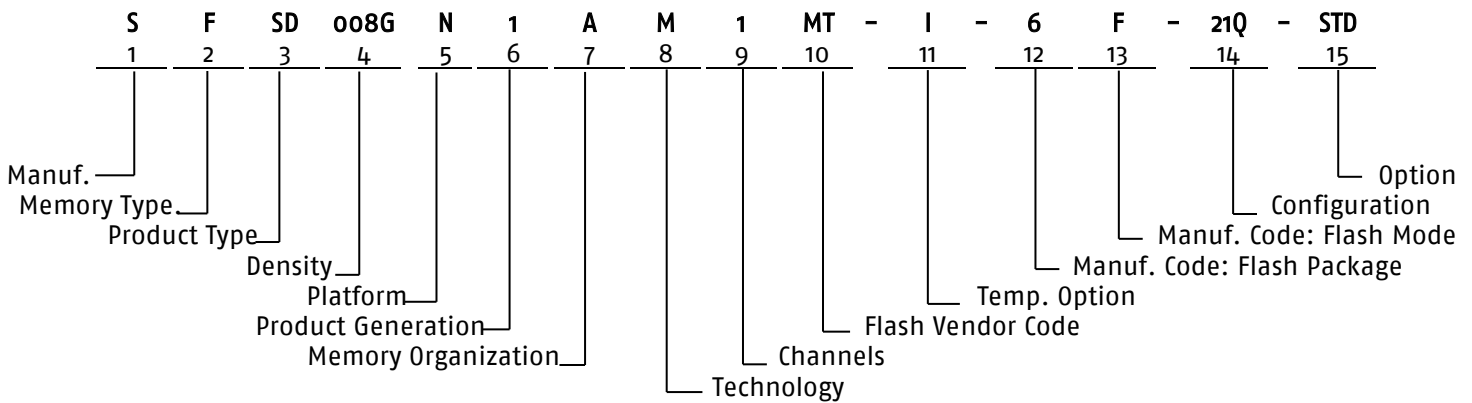 S F SD 008G N 1 A M 1 MT - I - 6 F - 21Q - STD
1 2 3 4 5 6 7 8 9 10 11 12 13 14 15
Manuf. Option
Memory Type. Configuration
Product Type Manuf. Code: Flash Mode
Density Manuf. Code: Flash Package
Platform Temp. Option
Product Generation Flash Vendor Code
Memory Organization Channels
Technology